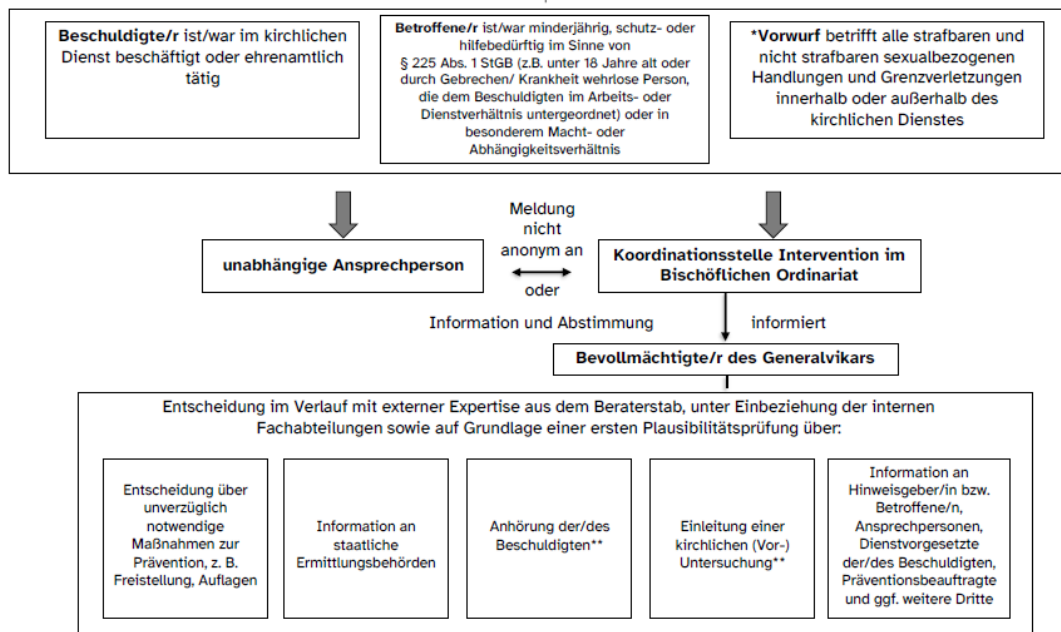 Beschuldigte/r ist/war im kirchlichen
Dienst beschäftigt oder ehrenamtlich
tätig
Betroffene/r ist/war minderjährig, schutz- oder
hilfebedürftig im Sinne von
§ 225 Abs. 1 StGB (z.B. unter 18 Jahre alt oder
durch Gebrechen/ Krankheit wehrlose Person,
die dem Beschuldigten im Arbeits- oder
Dienstverhältnis untergeordnet) oder in
besonderem Macht- oder
Abhängigkeitsverhältnis
*Vorwurf betrifft alle strafbaren und
nicht strafbaren sexualbezogenen
Handlungen und Grenzverletzungen
innerhalb oder außerhalb des
kirchlichen Dienstes
unabhängige Ansprechperson
Meldung
nicht
anonym an
oder
Koordinationsstelle Intervention im
Bischöflichen Ordinariat
Information und Abstimmung
informiert
Bevollmächtigte/r des Generalvikars
Entscheidung im Verlauf mit externer Expertise aus dem Beraterstab, unter Einbeziehung der internen
Fachabteilungen sowie auf Grundlage einer ersten Plausibilitätsprüfung über:
Entscheidung über
unverzüglich
notwendige
Maßnahmen zur
Prävention, z. B.
Freistellung, Auflagen
Information an
staatliche
Ermittlungsbehörden
Anhörung der/des
Beschuldigten**
Einleitung einer
kirchlichen (Vor-)
Untersuchung**
Information an
Hinweisgeber/in bzw.
Betroffene/n,
Ansprechpersonen,
Dienstvorgesetzte
der/des Beschuldigten,
Präventionsbeauftragte
und ggf. weitere Dritte